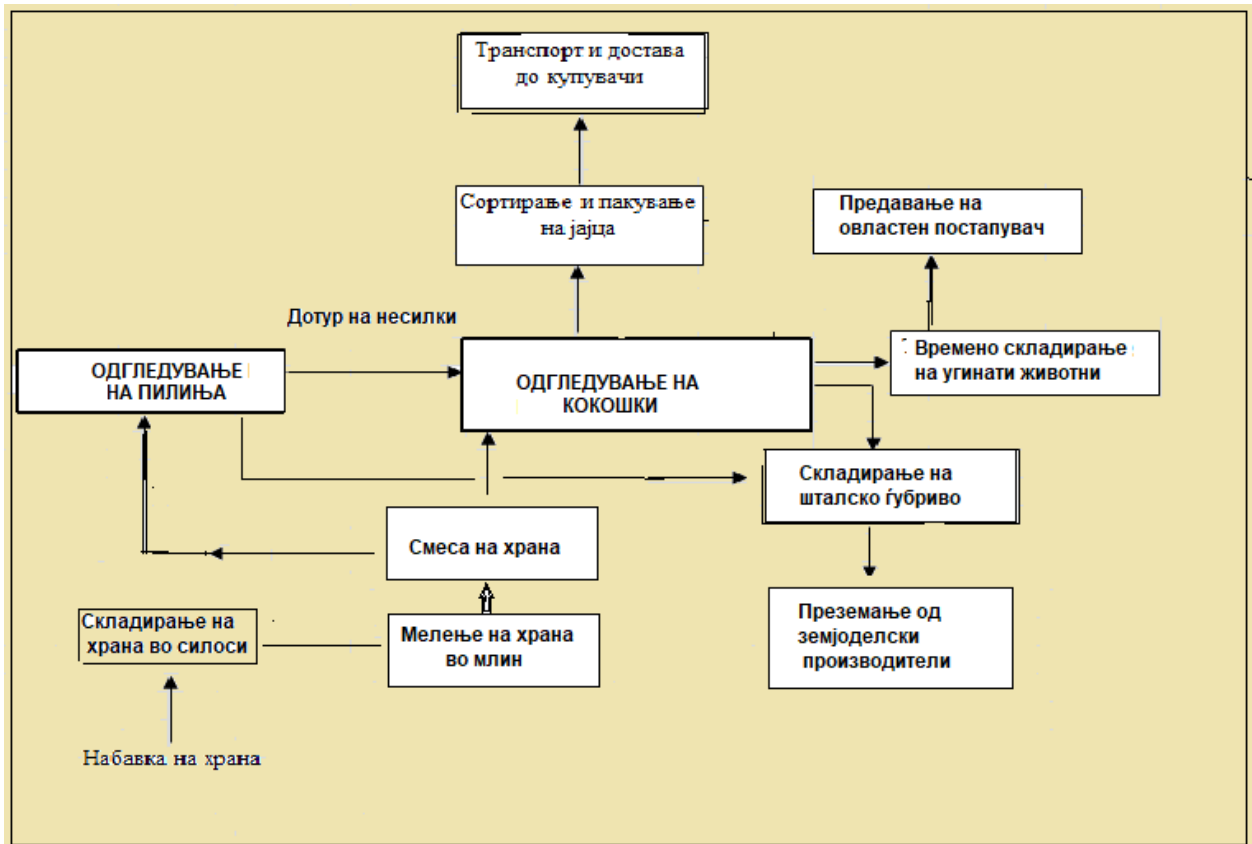 Транспорт и достава
до купувачи
Сортирање и пакување
на јајца
Предавање на
овластен постапувач
Дотур на несилки
ОДГЛЕДУВАЊЕ
НА ПИЛИЊА
ОДГЛЕДУВАЊЕ НА
КОКОШКИ
Времено складирање
на угинати животни
Складирање на
шталско ѓубриво
Смеса на храна
Складирање на
храна во силоси
Мелење на храна
во млин
Преземање од
земјоделски
производители
Набавка на храна